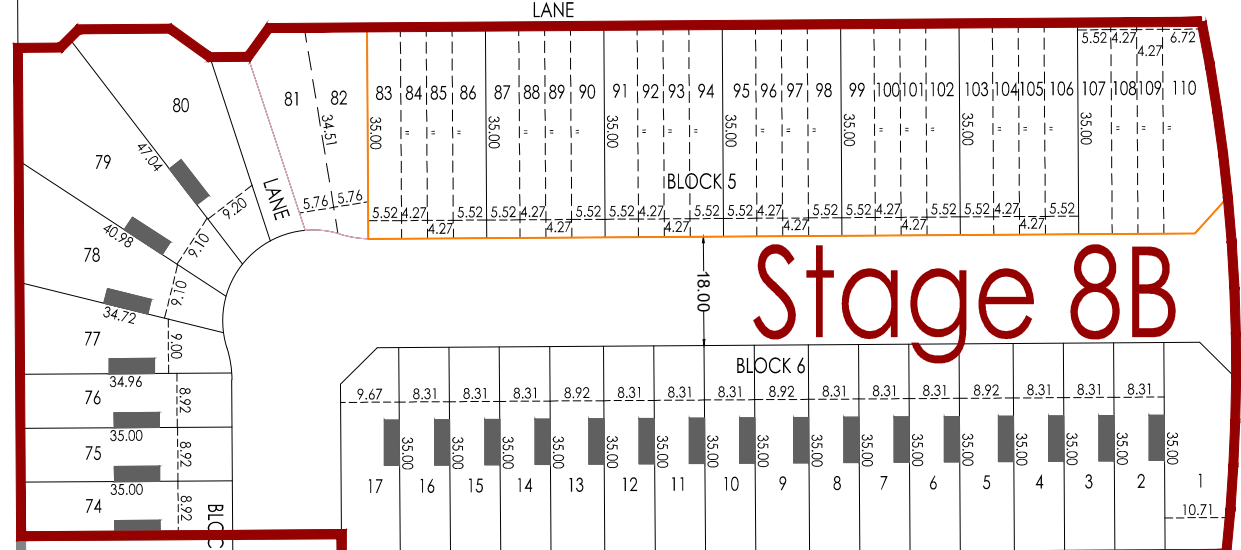 LANE
5.52 4.27 6.72
4.27
80 81 82 83 84 85 86 87 88 89 90 91 92 93 94 95 96 97 98 99 100 101 102 103 104 105 106 107 108 109 110
34.51
35.00 " " " 35.00 " " " 35.00 " " " 35.00 " " " 35.00 " " " 35.00 " " " 35.00 " " "
79
47.04
BLOCK 5
LANE
9.20
5.76 5.76
5.52 4.27 5.52 5.52 4.27 5.52 5.52 4.27 5.52 5.52 4.27 5.52 5.52 4.27 5.52 5.52 4.27 5.52
4.27 4.27 4.27 4.27 4.27 4.27
40.98
9.10
78
9.10
18.00
Stage 8B
34.72
77
9.00
BLOCK 6
34.96
76
8.92
9.67 8.31 8.31 8.31 8.92 8.31 8.31 8.31 8.92 8.31 8.31 8.31 8.92 8.31 8.31 8.31
35.00
75
8.92
35.00 35.00 35.00 35.00 35.00 35.00 35.00 35.00 35.00 35.00 35.00 35.00 35.00 35.00 35.00 35.00
17 16 15 14 13 12 11 10 9 8 7 6 5 4 3 2 1
35.00
74
8.92
10.71